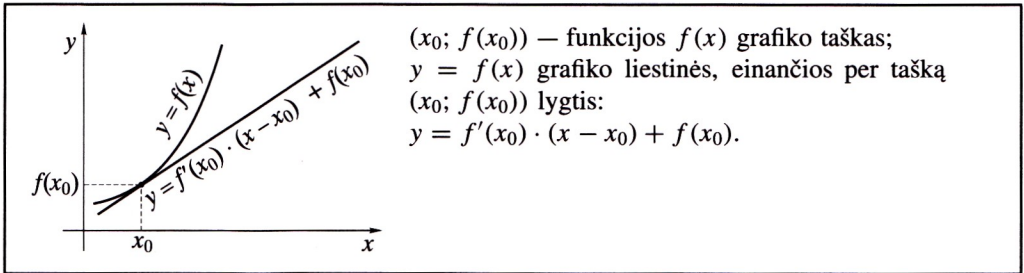 y
y = f(x)
y = f′(x₀) · (x − x₀) + f(x₀)
f(x₀)
x₀
x
(x₀; f(x₀)) — funkcijos f(x) grafiko taškas;
y = f(x) grafiko liestinės, einančios per tašką
(x₀; f(x₀)) lygtis:
y = f′(x₀) · (x − x₀) + f(x₀).